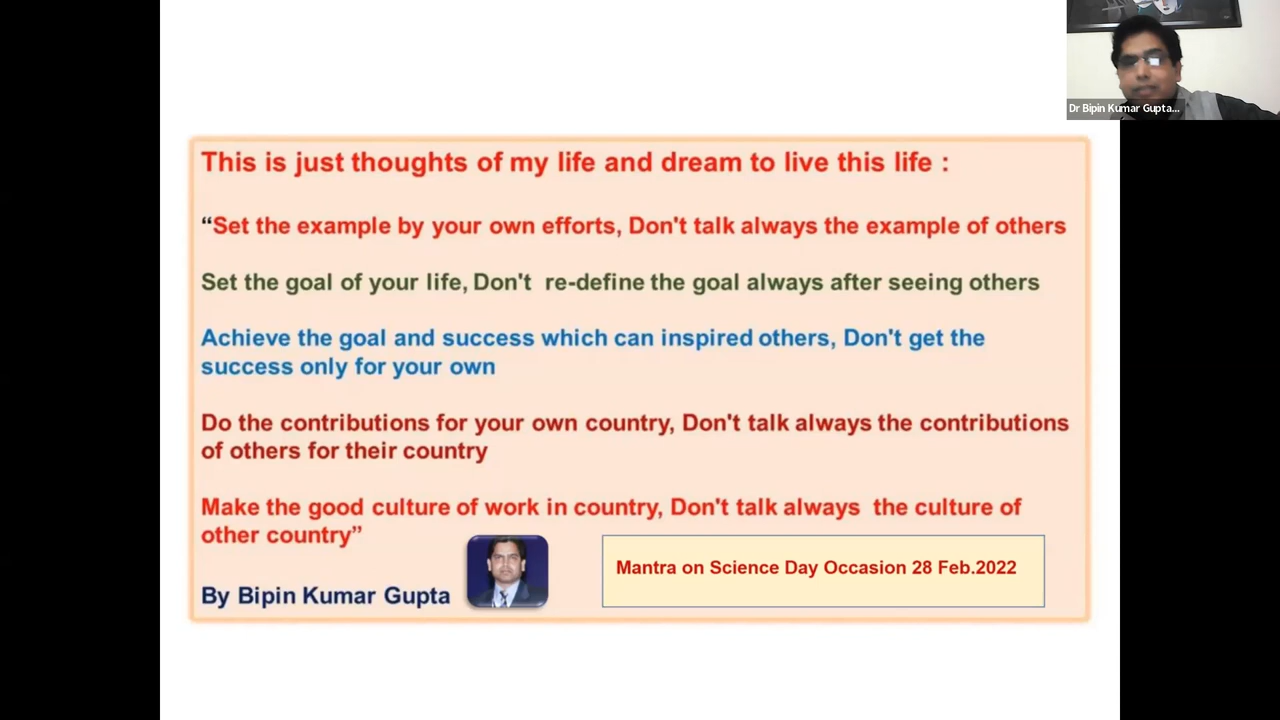 Dr Bipin Kumar Gupta...
This is just thoughts of my life and dream to live this life :
“Set the example by your own efforts, Don't talk always the example of others
Set the goal of your life, Don't re-define the goal always after seeing others
Achieve the goal and success which can inspired others, Don't get the
success only for your own
Do the contributions for your own country, Don't talk always the contributions
of others for their country
Make the good culture of work in country, Don't talk always the culture of
other country”
Mantra on Science Day Occasion 28 Feb.2022
By Bipin Kumar Gupta